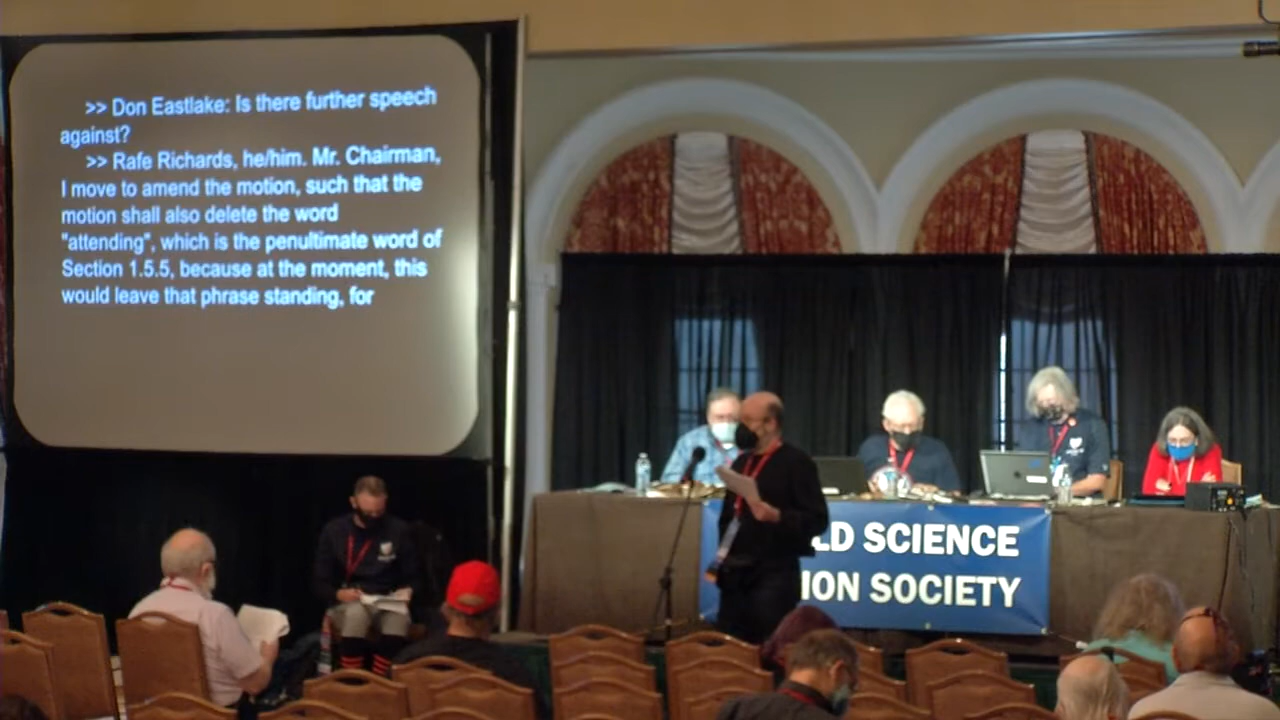 >> Don Eastlake: Is there further speech
against?
>> Rafe Richards, he/him. Mr. Chairman,
I move to amend the motion, such that the
motion shall also delete the word
"attending", which is the penultimate word of
Section 1.5.5, because at the moment, this
would leave that phrase standing, for
LD SCIENCE
ION SOCIETY